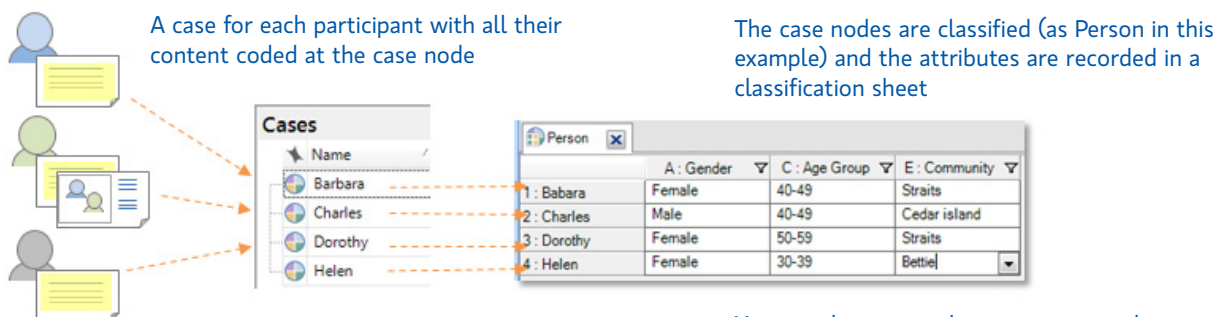 A case for each participant with all their
content coded at the case node
The case nodes are classified (as Person in this
example) and the attributes are recorded in a
classification sheet
Cases
Name
Barbara
Charles
Dorothy
Helen
Person
A : Gender C : Age Group E : Community
1 : Babara Female 40-49 Straits
2 : Charles Male 40-49 Cedar island
3 : Dorothy Female 50-59 Straits
4 : Helen Female 30-39 Bettie